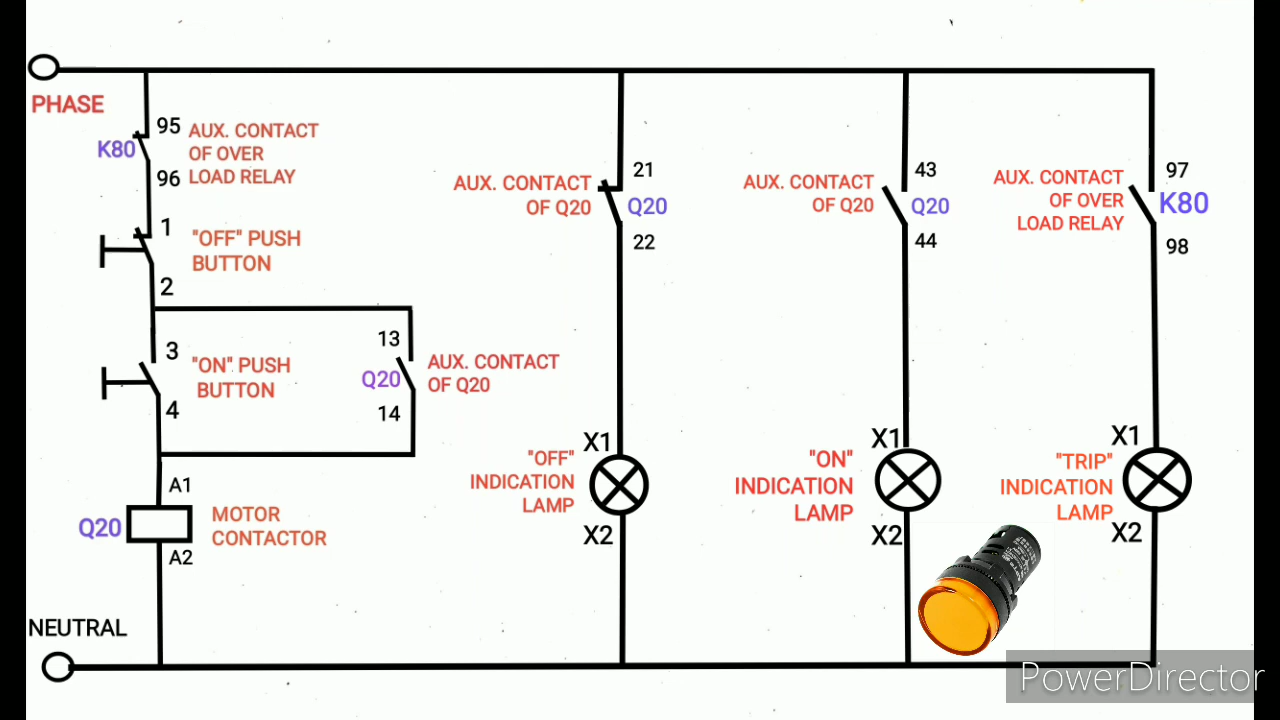 PHASE
95
K80
96
AUX. CONTACT
OF OVER
LOAD RELAY
1
"OFF" PUSH
BUTTON
2
3
"ON" PUSH
BUTTON
4
13
Q20
14
AUX. CONTACT
OF Q20
A1
Q20
MOTOR
CONTACTOR
A2
NEUTRAL
AUX. CONTACT
OF Q20
21
Q20
22
X1
"OFF"
INDICATION
LAMP
X2
AUX. CONTACT
OF Q20
43
Q20
44
X1
"ON"
INDICATION
LAMP
X2
AUX. CONTACT
OF OVER
LOAD RELAY
97
K80
98
X1
"TRIP"
INDICATION
LAMP
X2
PowerDirector